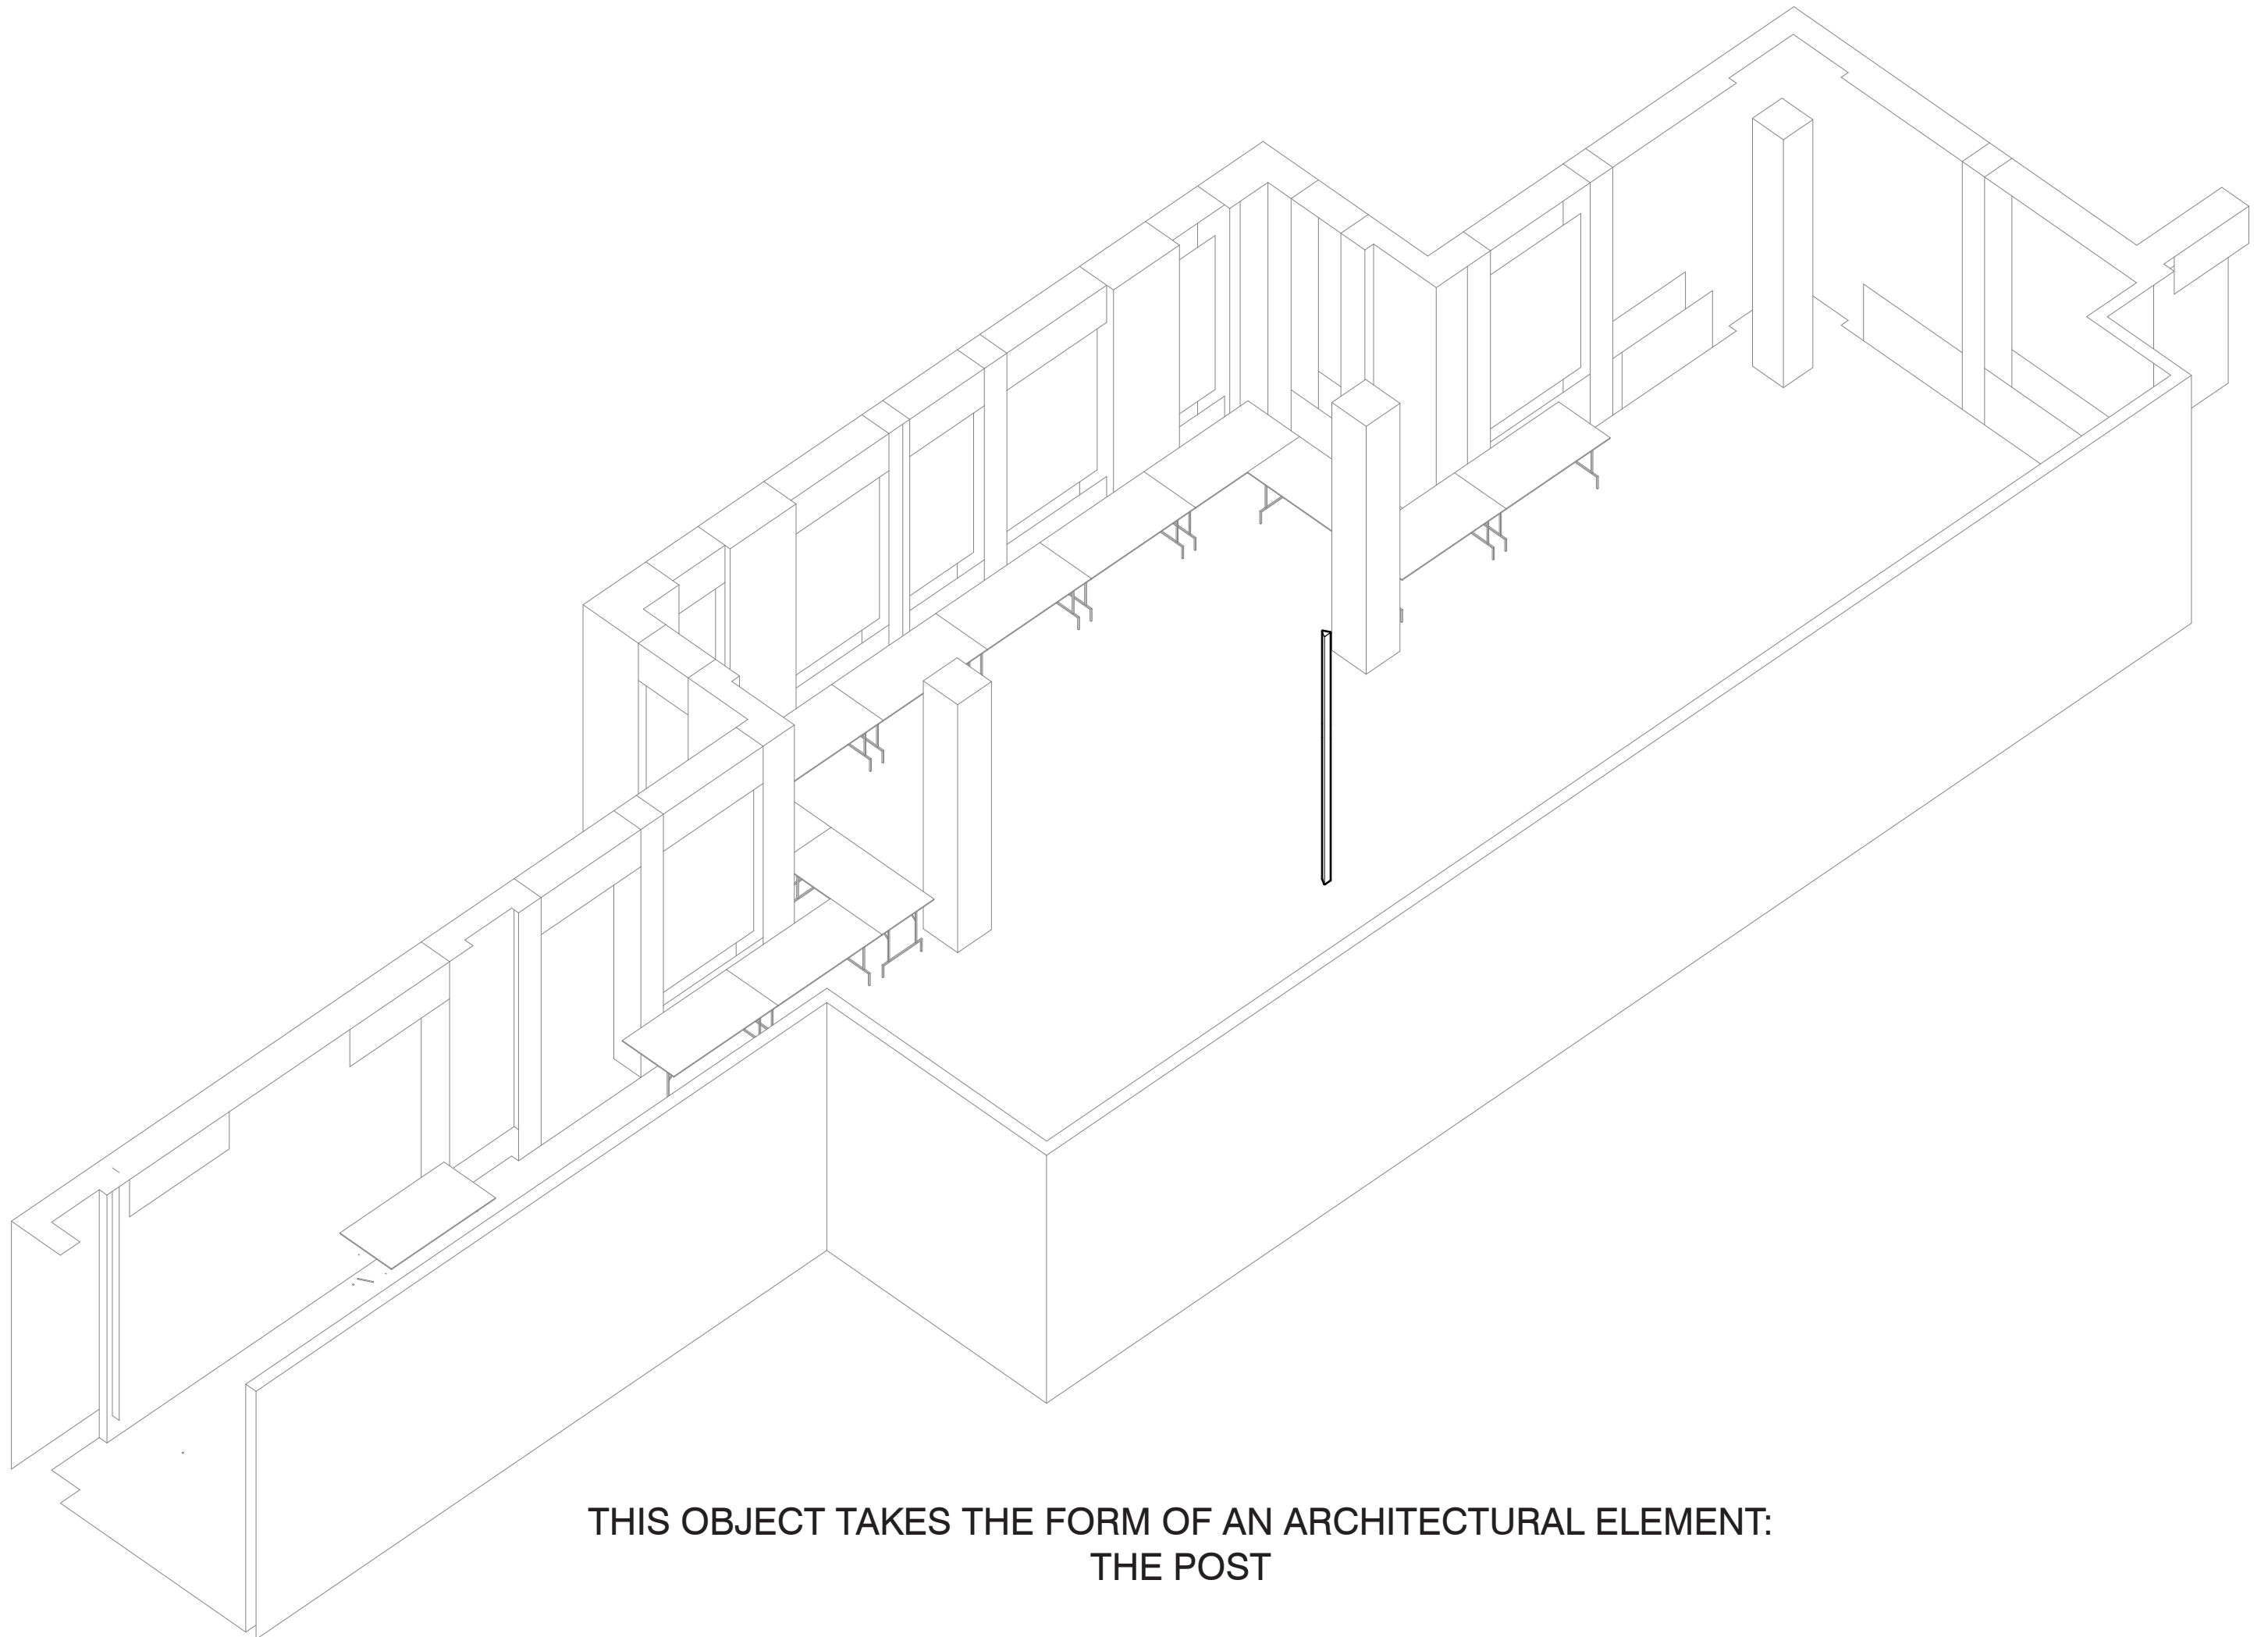 THIS OBJECT TAKES THE FORM OF AN ARCHITECTURAL ELEMENT:
THE POST